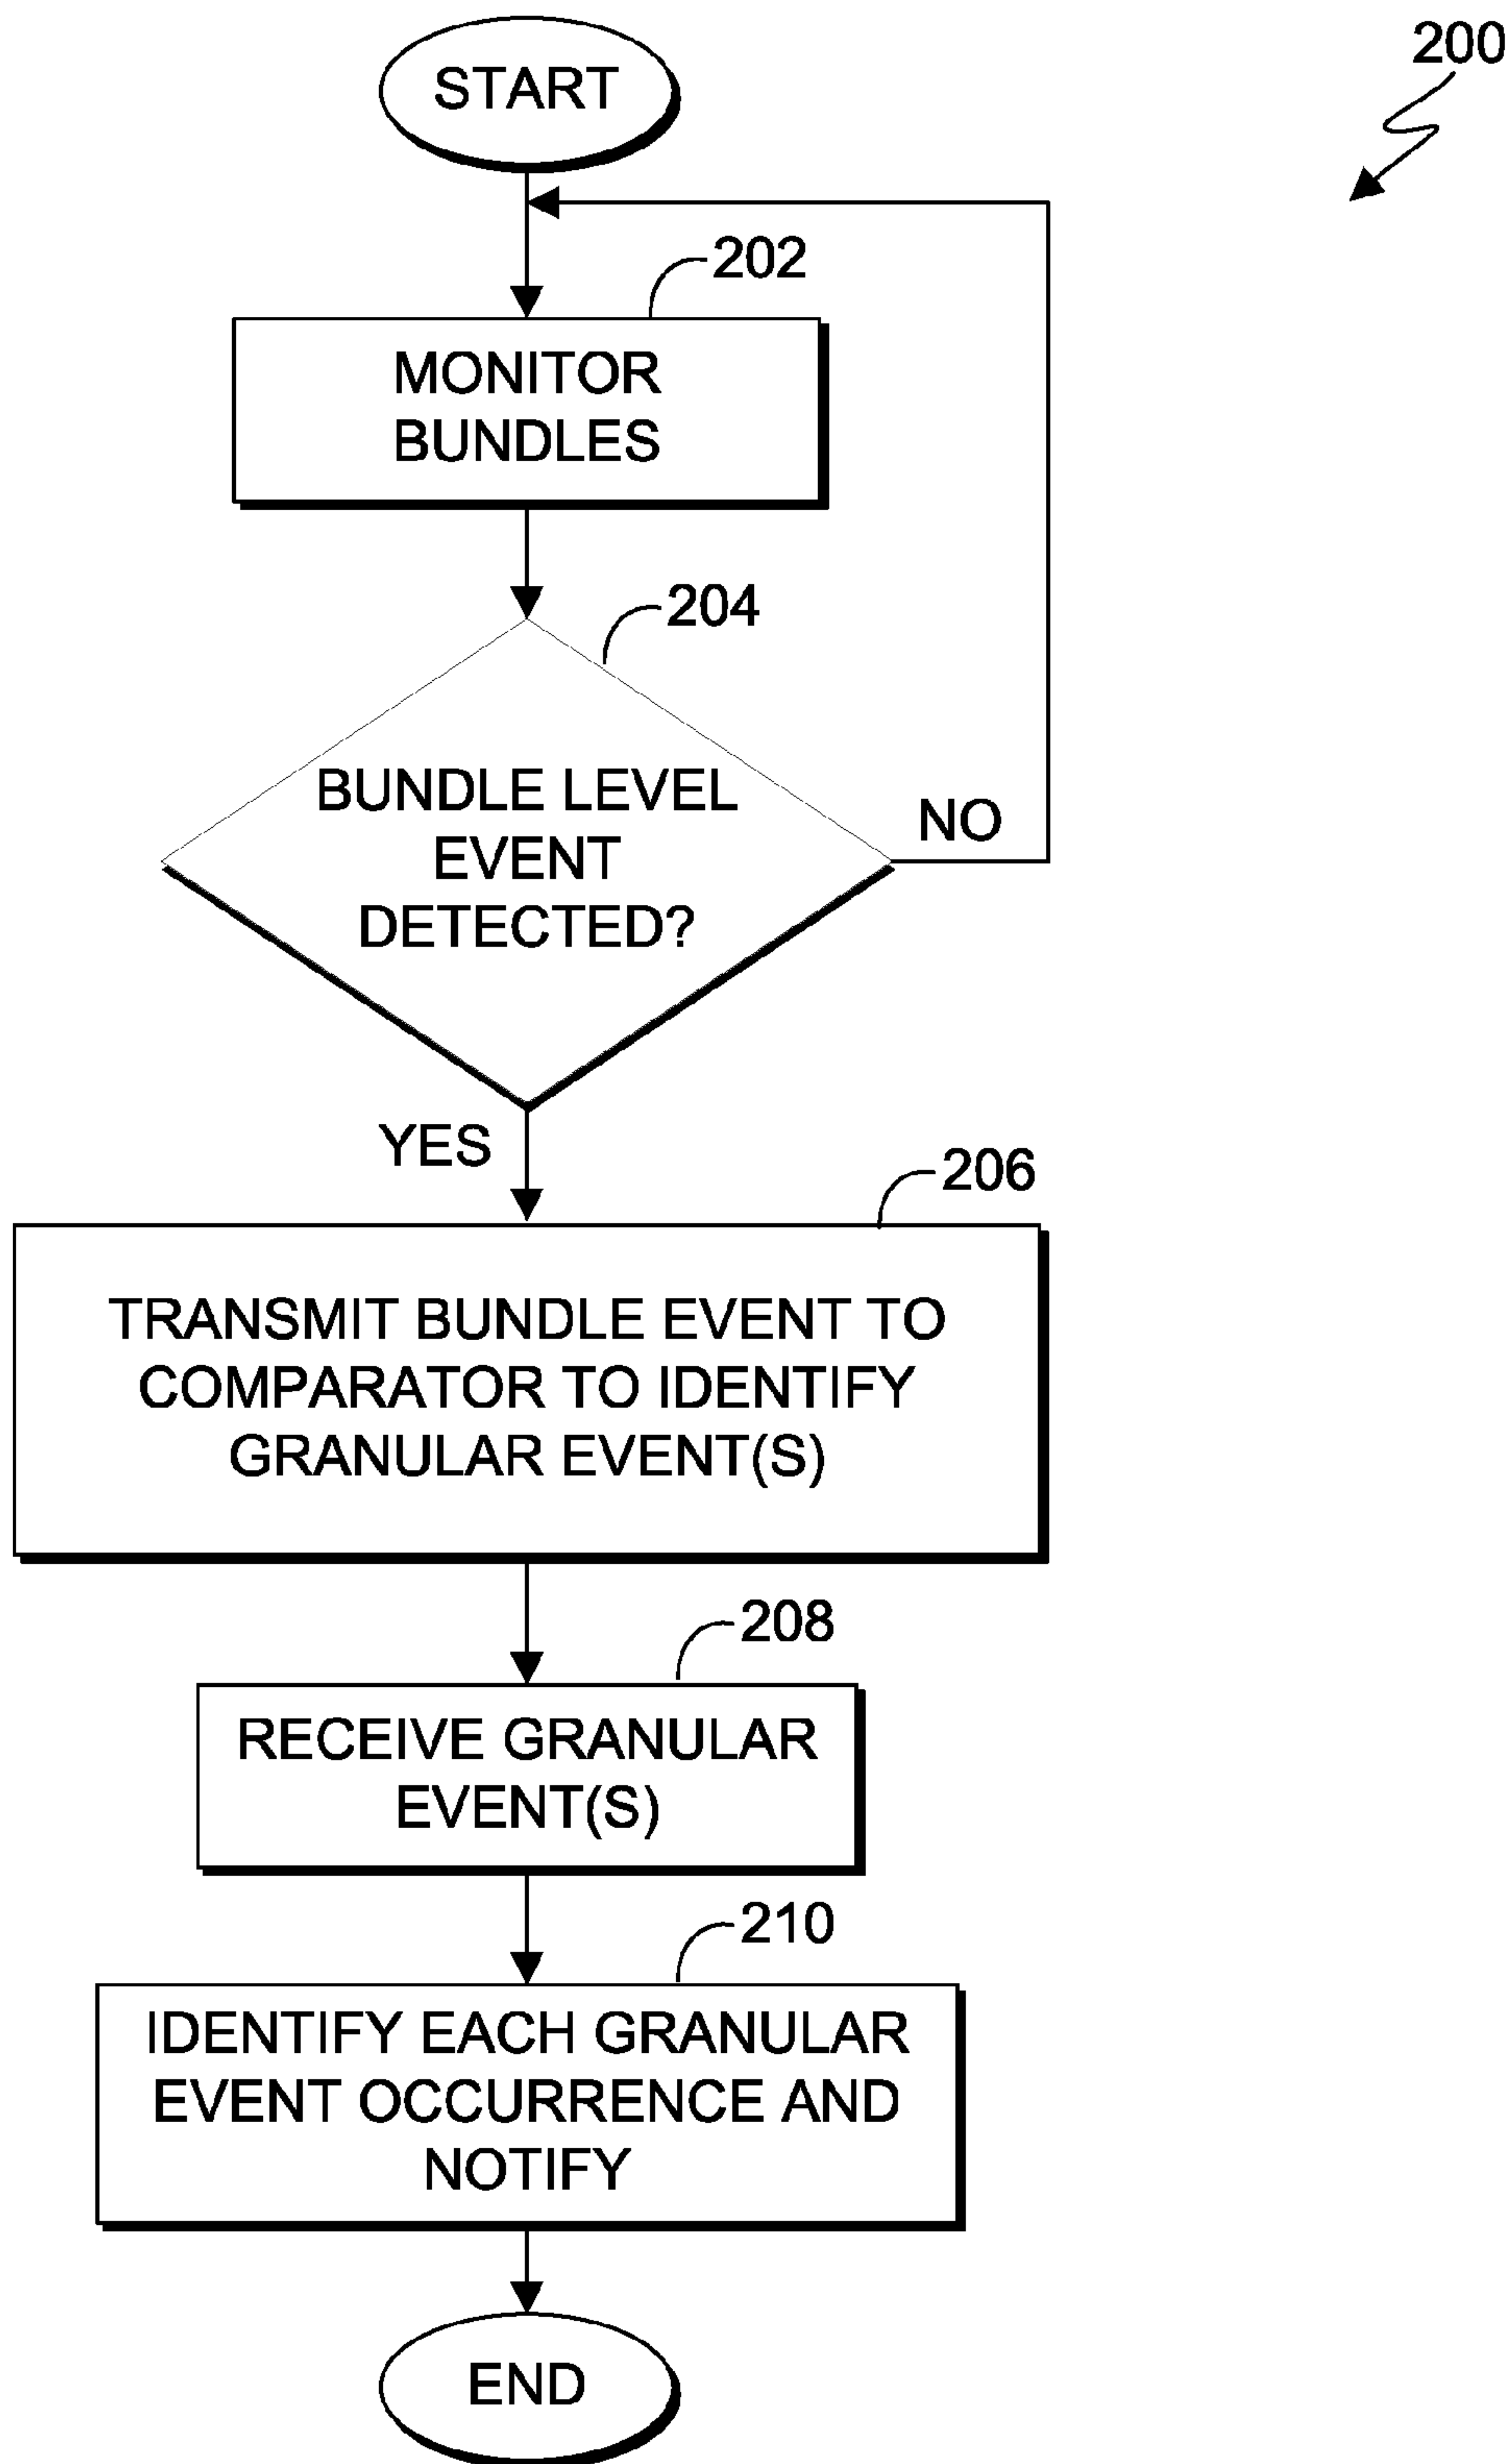 START
200
202
MONITOR
BUNDLES
204
BUNDLE LEVEL
EVENT
DETECTED?
NO
YES
206
TRANSMIT BUNDLE EVENT TO
COMPARATOR TO IDENTIFY
GRANULAR EVENT(S)
208
RECEIVE GRANULAR
EVENT(S)
210
IDENTIFY EACH GRANULAR
EVENT OCCURRENCE AND
NOTIFY
END